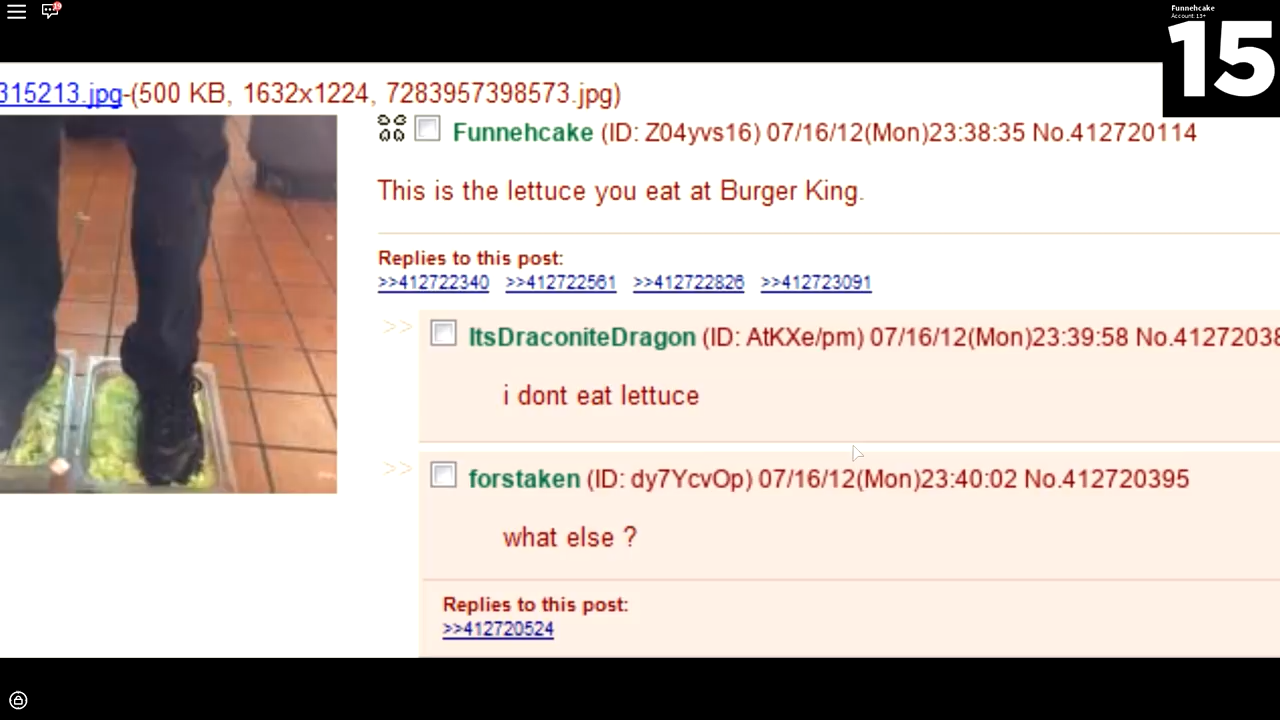 19
Funnehcake
Account: 13+
15
315213.jpg-(500 KB, 1632x1224, 7283957398573.jpg)
Funnehcake (ID: Z04yvs16) 07/16/12(Mon)23:38:35 No.412720114
This is the lettuce you eat at Burger King.
Replies to this post:
>>412722340 >>412722561 >>412722826 >>412723091
>> ItsDraconiteDragon (ID: AtKXe/pm) 07/16/12(Mon)23:39:58 No.41272038
i dont eat lettuce
>> forstaken (ID: dy7YcvOp) 07/16/12(Mon)23:40:02 No.412720395
what else ?
Replies to this post:
>>412720524